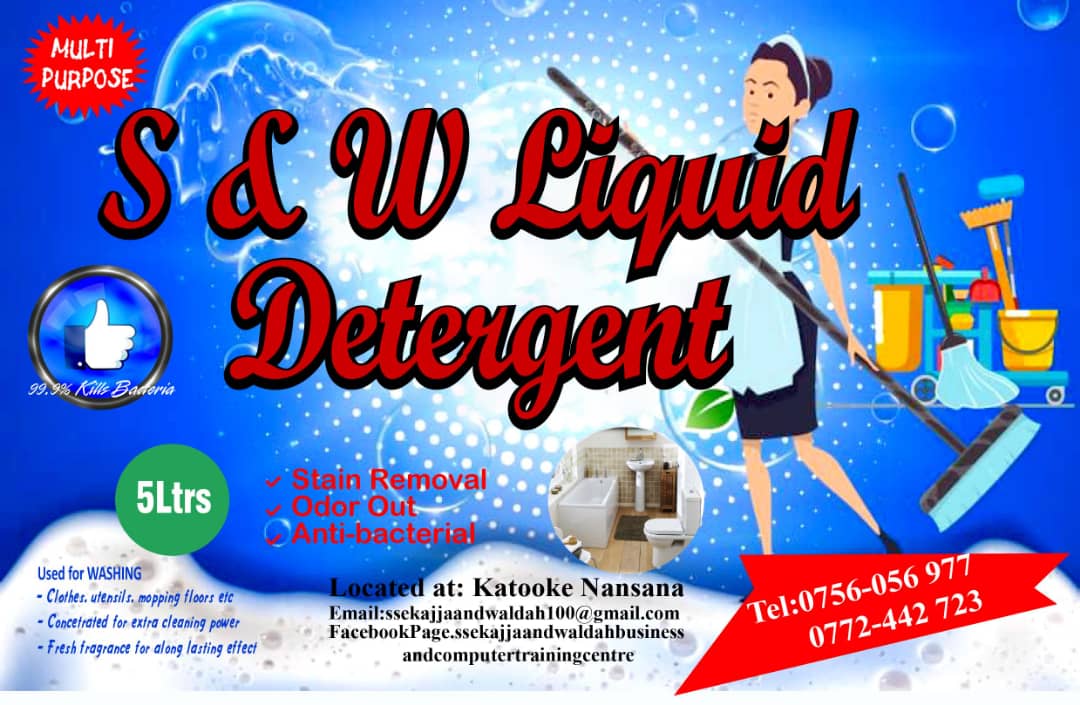 MULTI
PURPOSE
S & W Liquid
Detergent
99.9% Kills Bacteria
5Ltrs
Stain Removal
Odor Out
Anti-bacterial
Used for WASHING
- Clothes, utensils, mopping floors etc
- Concetrated for extra cleaning power
- Fresh fragrance for along lasting effect
Located at: Katooke Nansana
Email:ssekajjaandwaldah100@gmail.com
FacebookPage.ssekajjaandwaldahbusiness
andcomputertrainingcentre
Tel:0756-056 977
0772-442 723